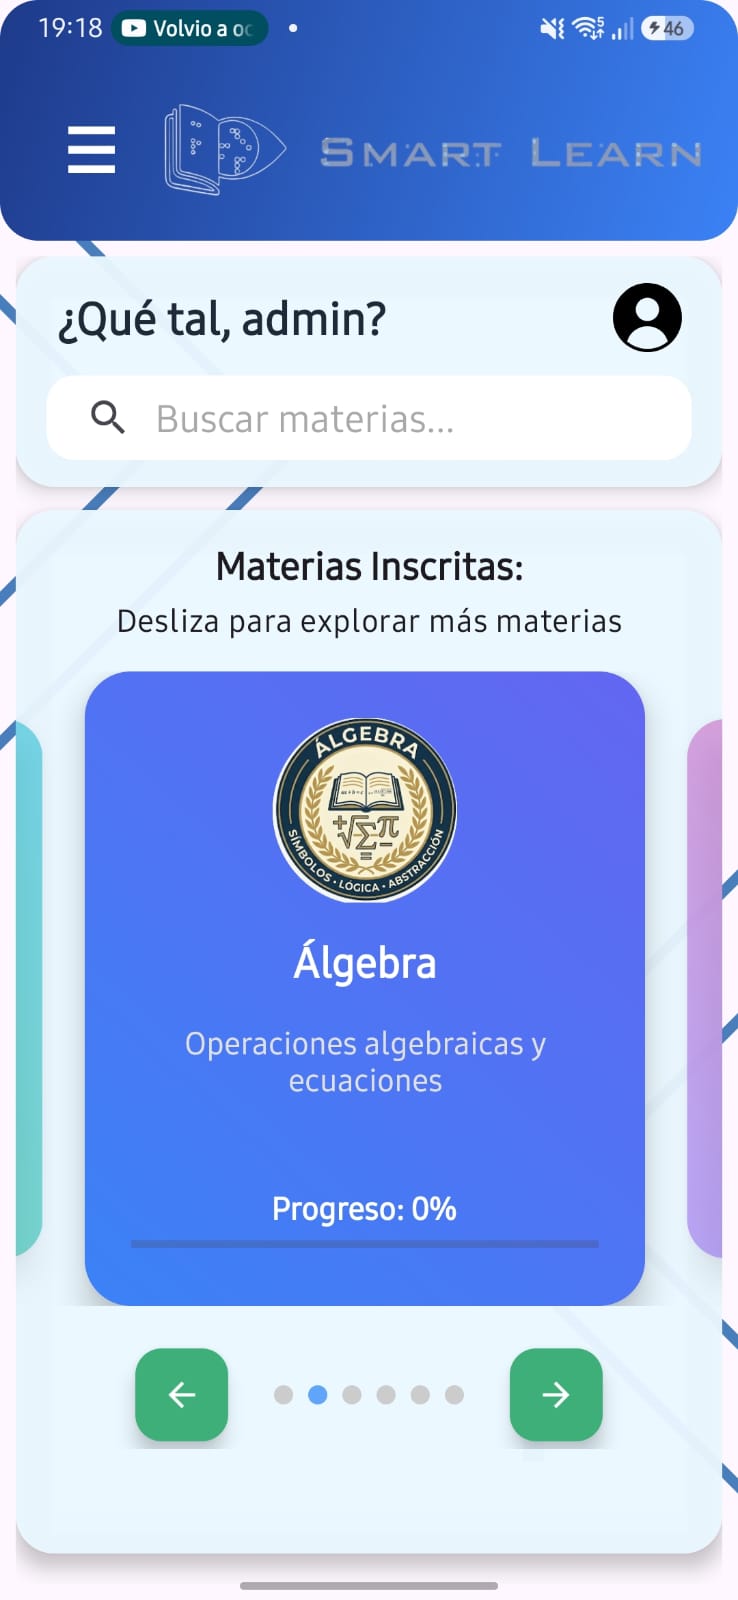 19:18 Volvio a oc 5 46
SMART LEARN
¿Qué tal, admin?
Buscar materias...
Materias Inscritas:
Desliza para explorar más materias
ÁLGEBRA
SÍMBOLOS • LÓGICA • ABSTRACCIÓN
Álgebra
Operaciones algebraicas y
ecuaciones
Progreso: 0%